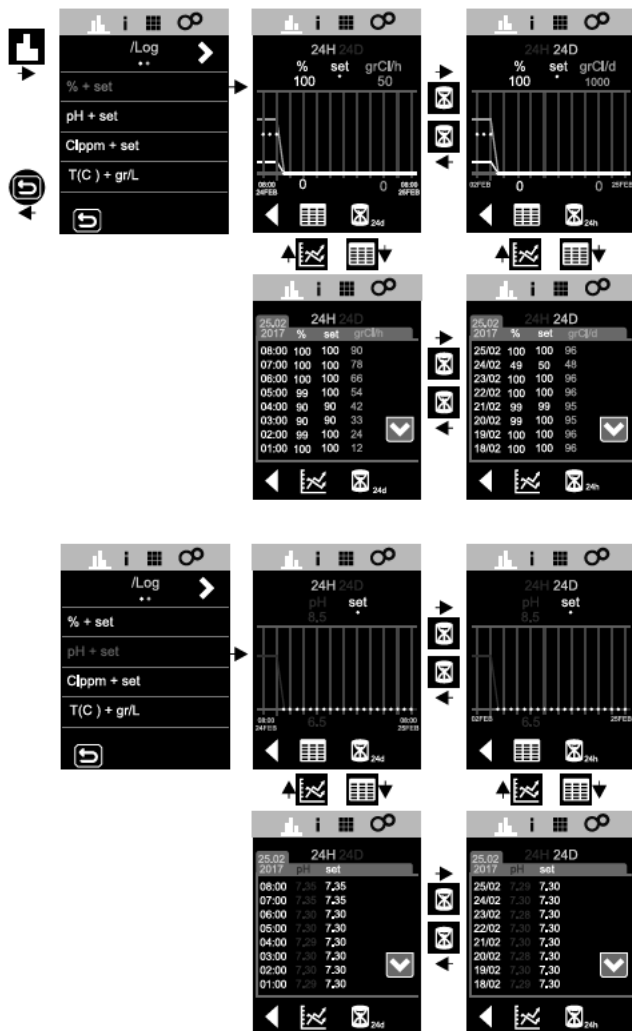 /Log
% + set
pH + set
Clppm + set
T(C ) + gr/L
24H 24D
% set grCl/h
100 50
0 0
08:00 08:00
24FEB 25FEB
24d
24H 24D
% set grCl/d
100 1000
0 0
02FEB 25FEB
24h
25.02 24H 24D
2017 % set grCl/h
08:00 100 100 90
07:00 100 100 78
06:00 100 100 66
05:00 99 100 54
04:00 90 90 42
03:00 90 90 33
02:00 99 100 24
01:00 100 100 12
24d
25.02 24H 24D
2017 % set grCl/d
25/02 100 100 96
24/02 49 50 48
23/02 100 100 96
22/02 100 100 96
21/02 99 99 95
20/02 99 100 95
19/02 100 100 96
18/02 100 100 96
24h
/Log
% + set
pH + set
Clppm + set
T(C ) + gr/L
24H 24D
pH set
8.5
6.5
08:00 08:00
24FEB 25FEB
24d
24H 24D
pH set
8.5
6.5
02FEB 25FEB
24h
25.02 24H 24D
2017 pH set
08:00 7.35 7.35
07:00 7.35 7.35
06:00 7.30 7.30
05:00 7.30 7.30
04:00 7.29 7.30
03:00 7.30 7.30
02:00 7.30 7.30
01:00 7.29 7.30
24d
25.02 24H 24D
2017 pH set
25/02 7.29 7.30
24/02 7.30 7.30
23/02 7.28 7.30
22/02 7.30 7.30
21/02 7.30 7.30
20/02 7.28 7.30
19/02 7.30 7.30
18/02 7.29 7.30
24h